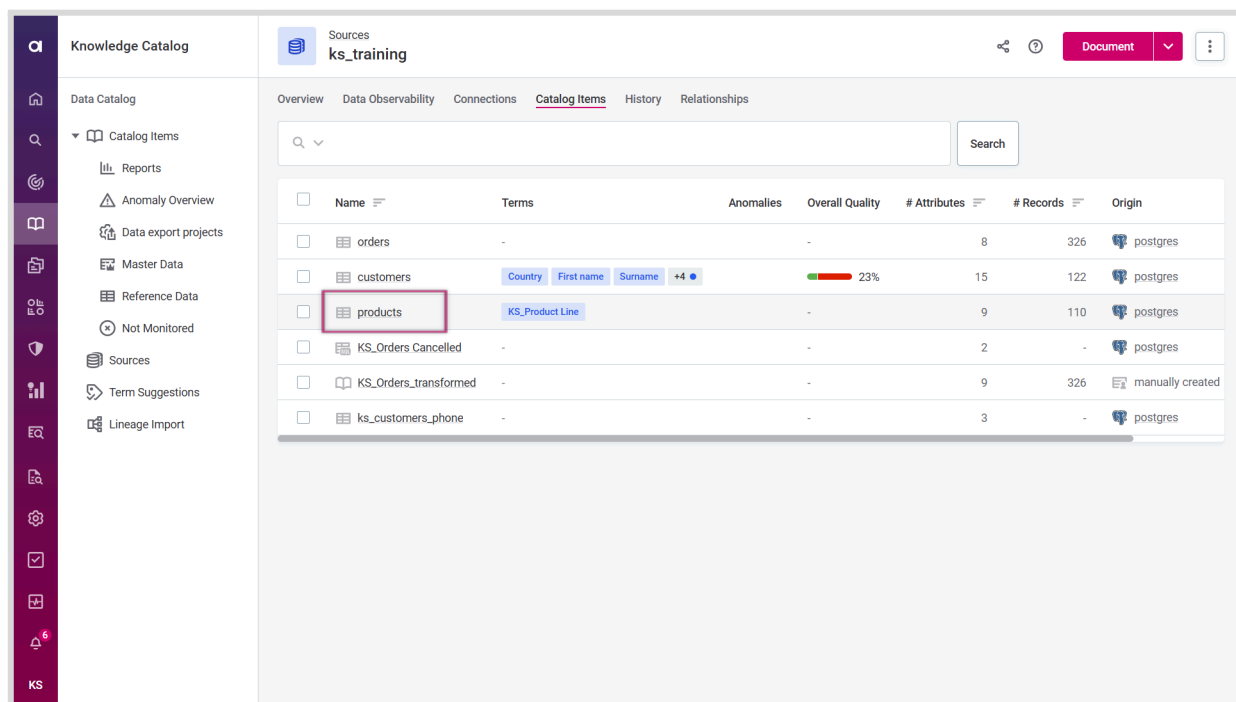 Knowledge Catalog
Sources
ks_training
Document
Data Catalog
Overview Data Observability Connections Catalog Items History Relationships
Catalog Items
Reports
Anomaly Overview
Data export projects
Master Data
Reference Data
Not Monitored
Sources
Term Suggestions
Lineage Import
Search
Name Terms Anomalies Overall Quality # Attributes # Records Origin
orders - - 8 326 postgres
customers Country First name Surname +4 23% 15 122 postgres
products KS_Product Line - 9 110 postgres
KS_Orders Cancelled - - 2 - postgres
KS_Orders_transformed - - 9 326 manually created
ks_customers_phone - - 3 - postgres
6
KS